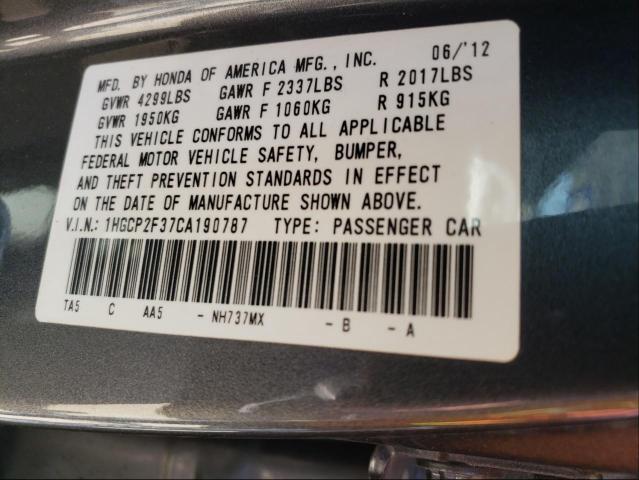 MFD. BY HONDA OF AMERICA MFG., INC. 06/'12
GVWR 4299LBS GAWR F 2337LBS R 2017LBS
GVWR 1950KG GAWR F 1060KG R 915KG
THIS VEHICLE CONFORMS TO ALL APPLICABLE
FEDERAL MOTOR VEHICLE SAFETY, BUMPER,
AND THEFT PREVENTION STANDARDS IN EFFECT
ON THE DATE OF MANUFACTURE SHOWN ABOVE.
V.I.N.: 1HGCP2F37CA190787 TYPE: PASSENGER CAR
TA5 C AA5 - NH737MX - B - A